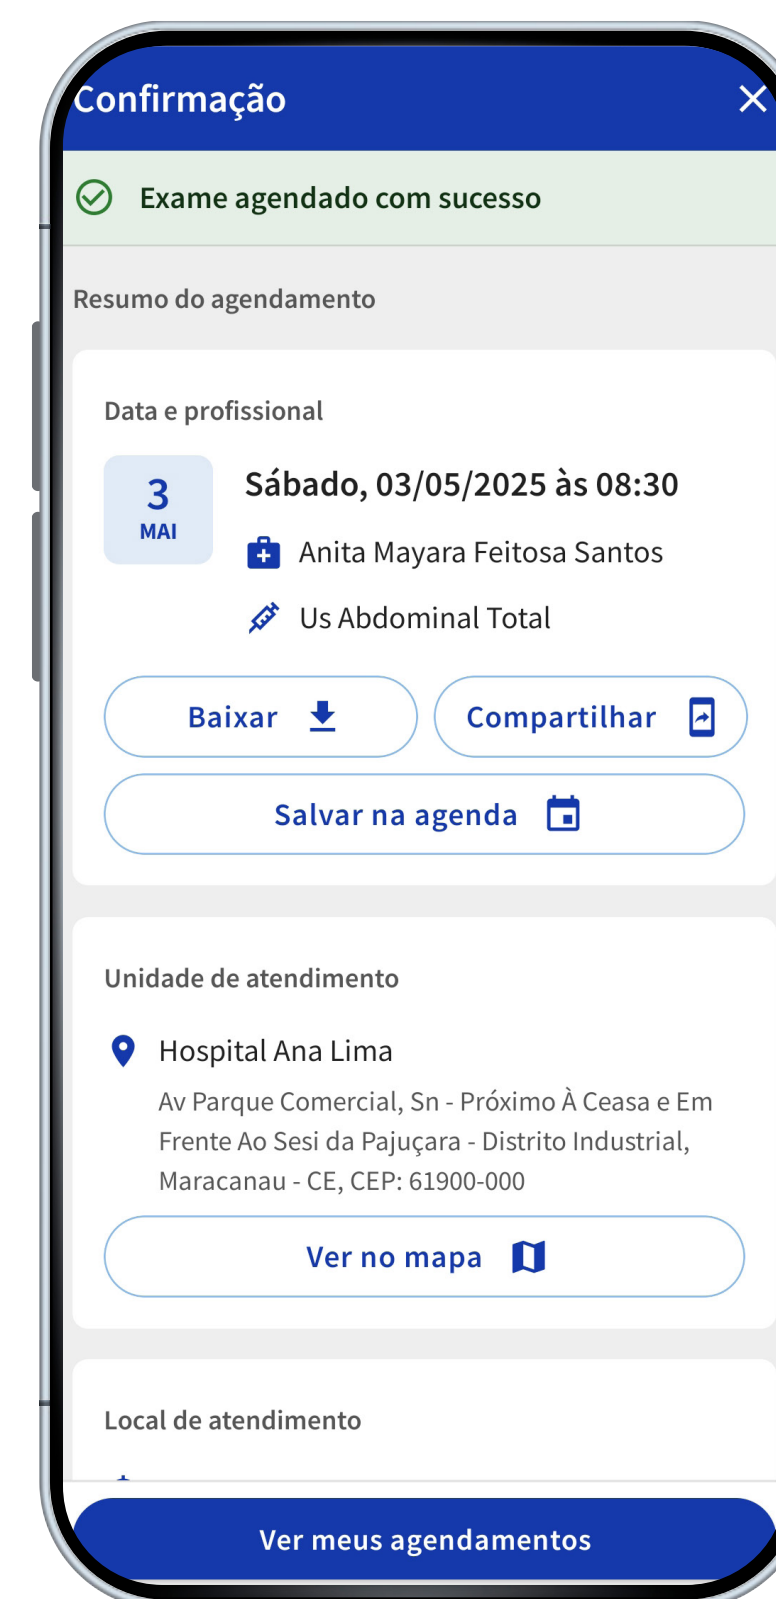 Confirmação
Exame agendado com sucesso
Resumo do agendamento
Data e profissional
3
MAI
Sábado, 03/05/2025 às 08:30
Anita Mayara Feitosa Santos
Us Abdominal Total
Baixar
Compartilhar
Salvar na agenda
Unidade de atendimento
Hospital Ana Lima
Av Parque Comercial, Sn - Próximo À Ceasa e Em
Frente Ao Sesi da Pajuçara - Distrito Industrial,
Maracanau - CE, CEP: 61900-000
Ver no mapa
Local de atendimento
Ver meus agendamentos